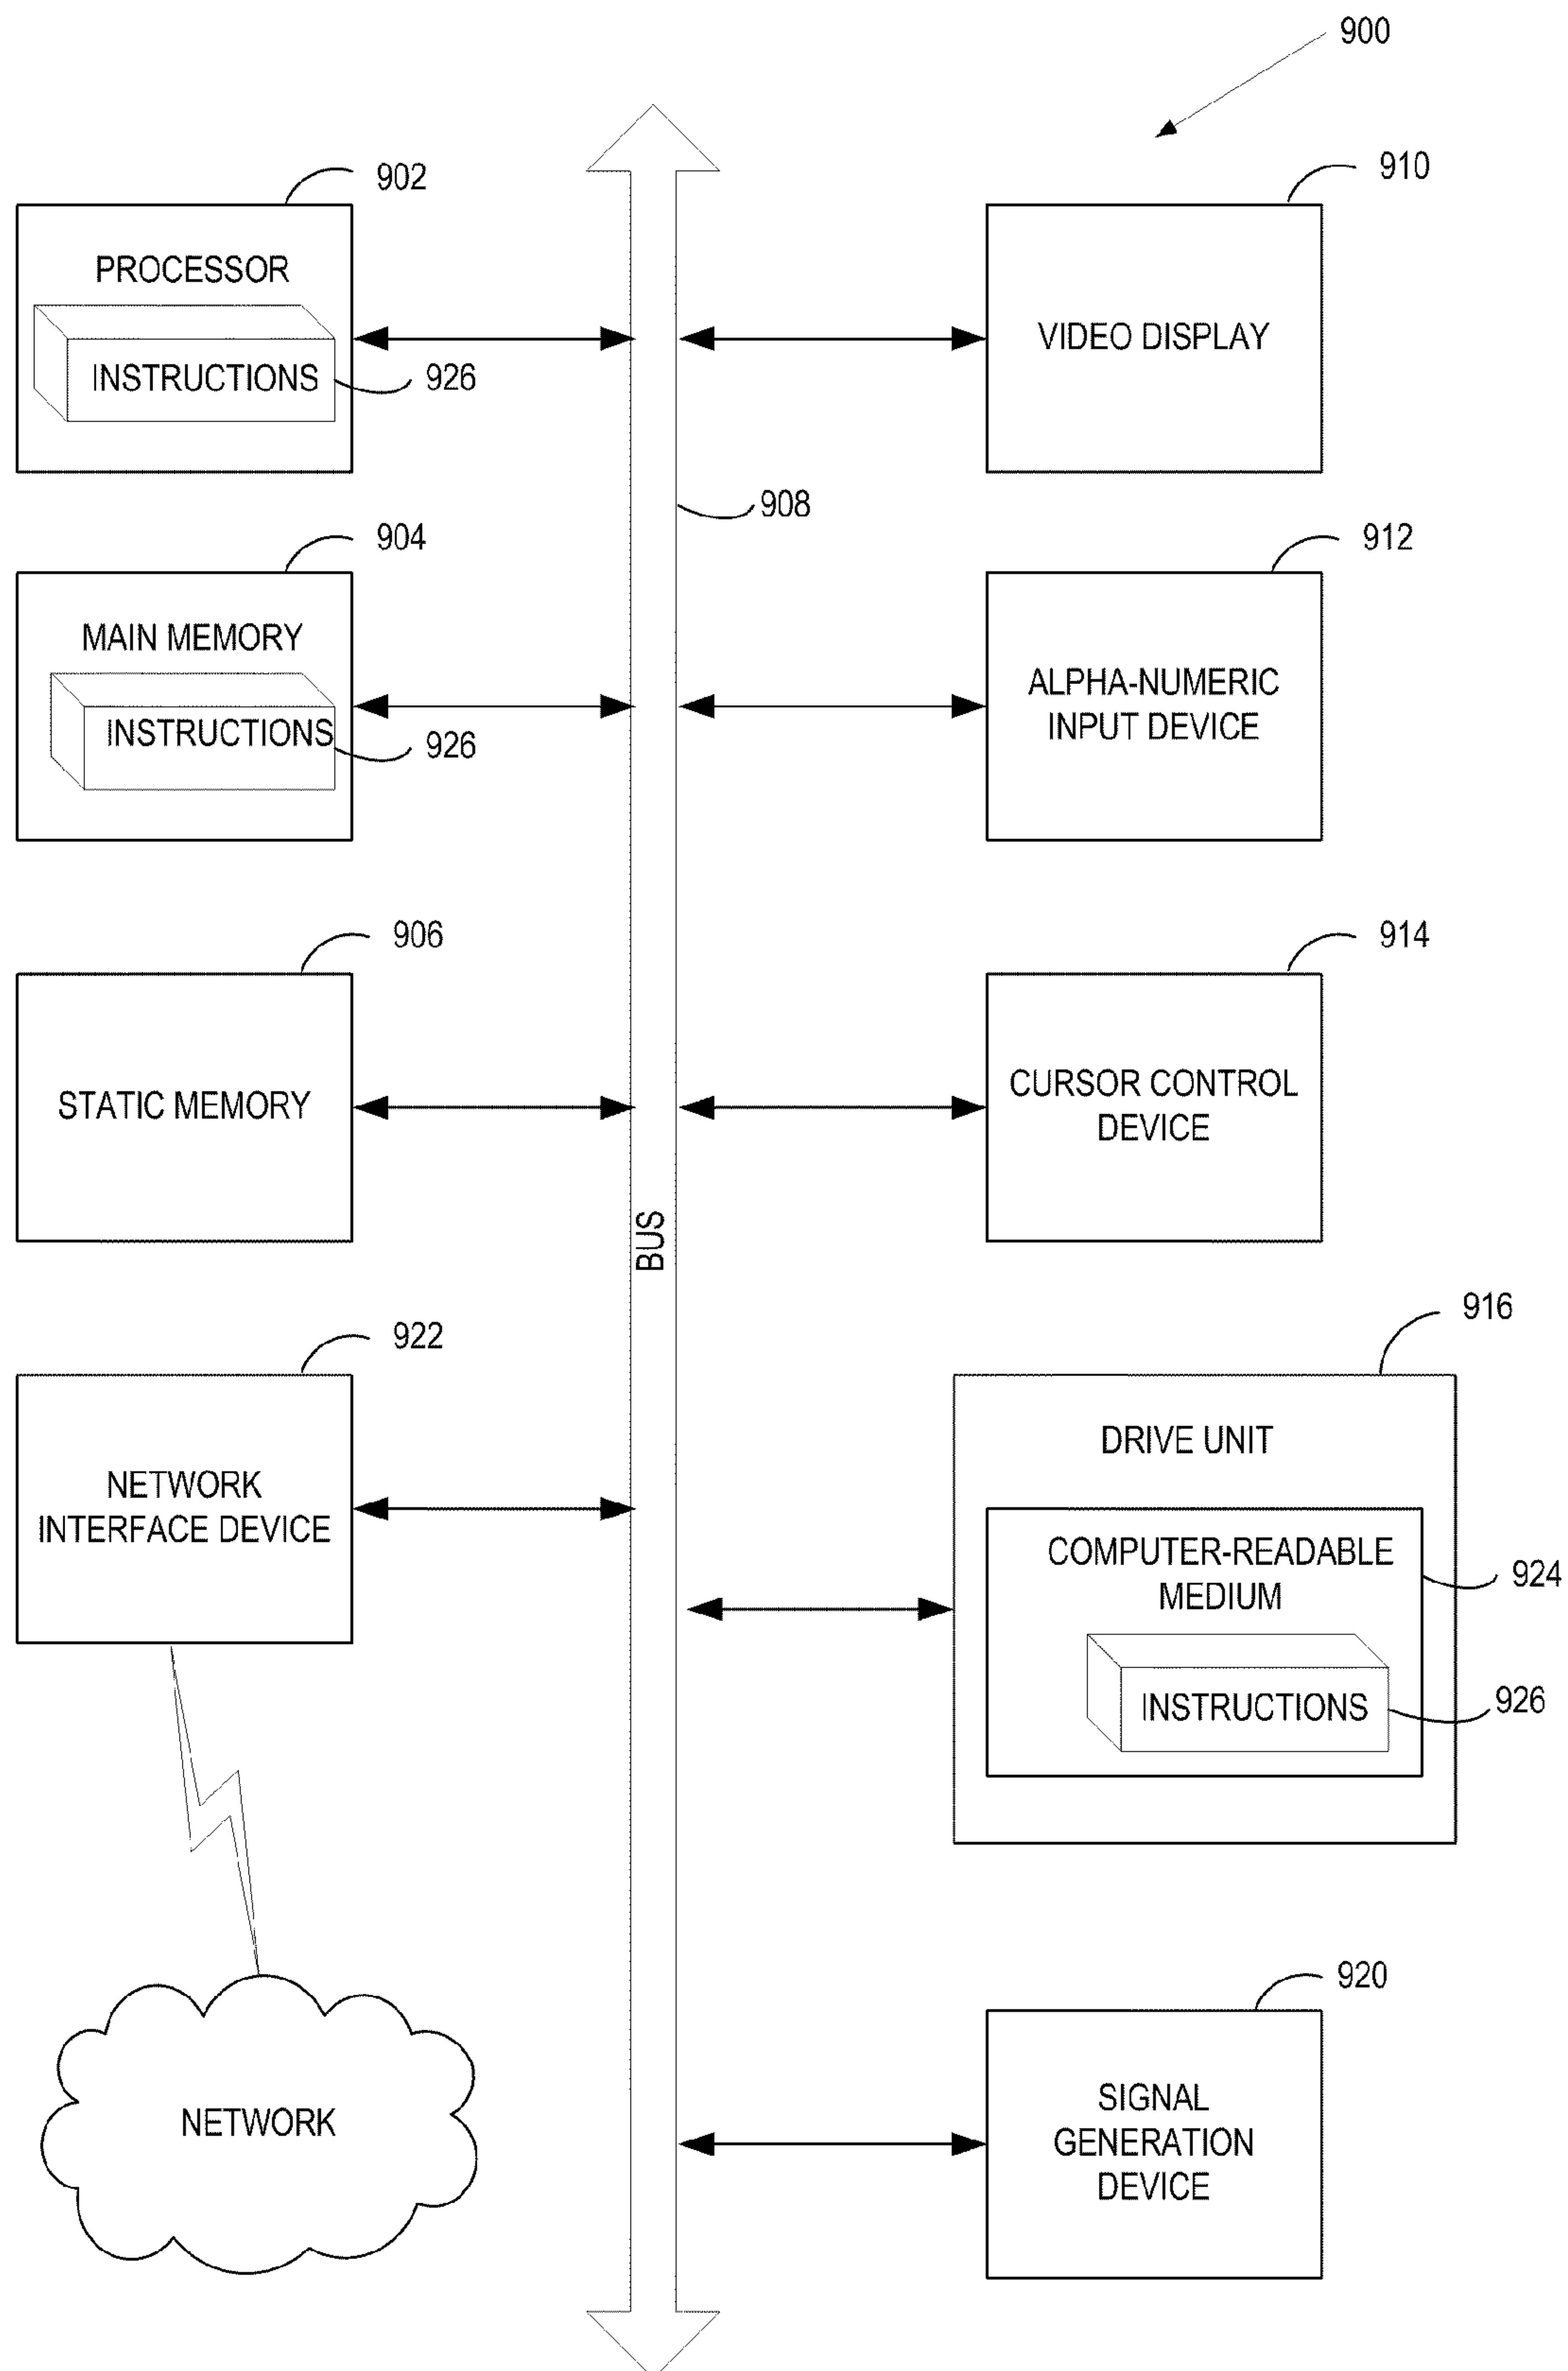 900
902
PROCESSOR
INSTRUCTIONS
926
910
VIDEO DISPLAY
908
904
MAIN MEMORY
INSTRUCTIONS
926
912
ALPHA-NUMERIC
INPUT DEVICE
906
STATIC MEMORY
914
CURSOR CONTROL
DEVICE
BUS
922
NETWORK
INTERFACE DEVICE
916
DRIVE UNIT
COMPUTER-READABLE
MEDIUM
924
INSTRUCTIONS
926
NETWORK
920
SIGNAL
GENERATION
DEVICE